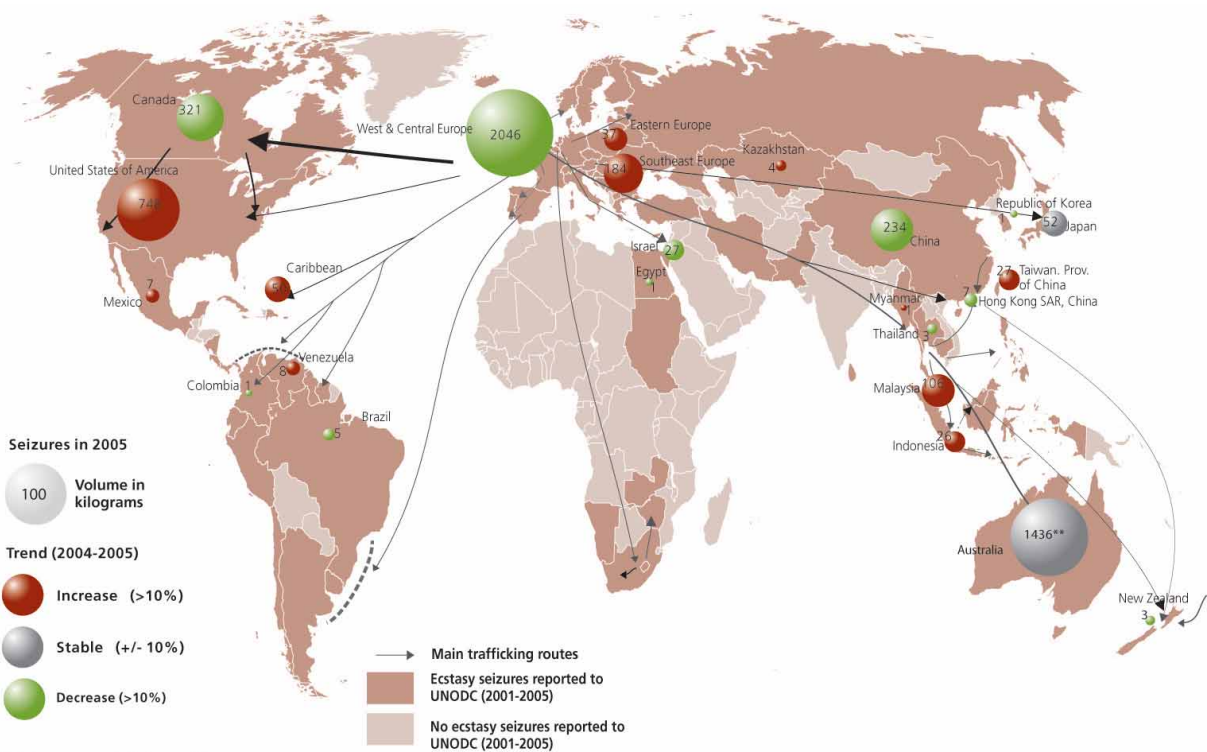 Canada
321
West & Central Europe
2046
37
Eastern Europe
Southeast Europe
184
Kazakhstan
4
United States of America
Republic of Korea
1
52
Japan
234
China
Israel
27
Egypt
1
Caribbean
7
Mexico
27
Taiwan. Prov.
of China
7
Hong Kong SAR, China
Myanmar
Thailand
3
Venezuela
8
Colombia
1
Malaysia
106
Brazil
5
26
Indonesia
1436**
Australia
New Zealand
3
Seizures in 2005
100
Volume in
kilograms
Trend (2004-2005)
Increase (>10%)
Stable (+/- 10%)
Decrease (>10%)
Main trafficking routes
Ecstasy seizures reported to
UNODC (2001-2005)
No ecstasy seizures reported to
UNODC (2001-2005)